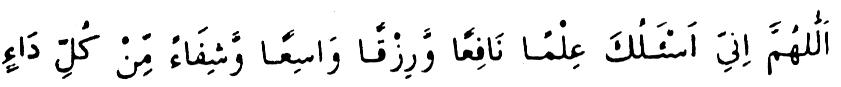 اَللّٰهُمَّ اِنِّيْ اَسْئَلُكَ عِلْمًا نَافِعًا وَّرِزْقًا وَاسِعًا وَّشِفَاءً مِّنْ كُلِّ دَاءٍ